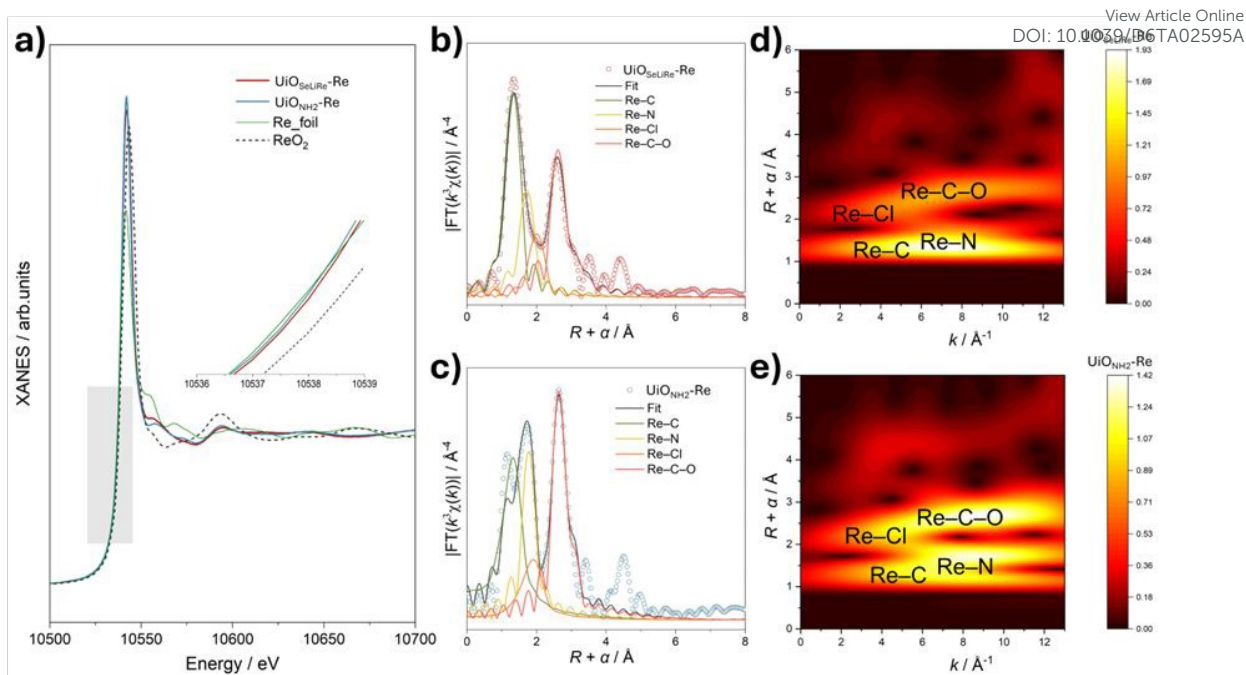 View Article Online
DOI: 10.1039/D6TA02595A
a)
UiOSeLiRe-Re
UiONH2-Re
Re_foil
ReO2
10536 10537 10538 10539
XANES / arb.units
10500 10550 10600 10650 10700
Energy / eV
b)
UiOSeLiRe-Re
Fit
Re–C
Re–N
Re–Cl
Re–C–O
|FT(k³χ(k))| / Å-4
0 2 4 6 8
R + α / Å
c)
UiONH2-Re
Fit
Re–C
Re–N
Re–Cl
Re–C–O
|FT(k³χ(k))| / Å-4
0 2 4 6 8
R + α / Å
d)
Re–C–O
Re–Cl
Re–C Re–N
R + α / Å
6
5
4
3
2
1
0
0 2 4 6 8 10 12
k / Å-1
1.93
1.69
1.45
1.21
0.97
0.72
0.48
0.24
0.00
e)
UiONH2-Re
Re–C–O
Re–Cl
Re–C Re–N
R + α / Å
6
5
4
3
2
1
0
0 2 4 6 8 10 12
k / Å-1
1.42
1.24
1.07
0.89
0.71
0.53
0.36
0.18
0.00